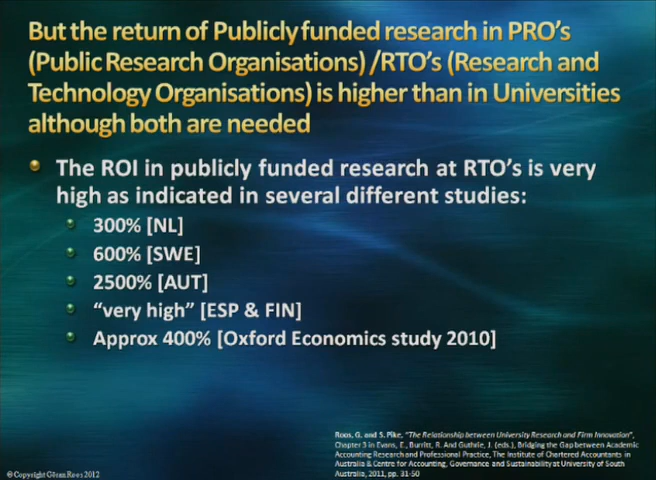 But the return of Publicly funded research in PRO's
(Public Research Organisations) /RTO's (Research and
Technology Organisations) is higher than in Universities
although both are needed
The ROI in publicly funded research at RTO's is very
high as indicated in several different studies:
300% [NL]
600% [SWE]
2500% [AUT]
"very high" [ESP & FIN]
Approx 400% [Oxford Economics study 2010]
Roos, G. and S. Pike, "The Relationship between University Research and Firm Innovation",
Chapter 3 in Evans, E., Burritt, R. And Guthrie, J. (eds.), Bridging the Gap between Academic
Accounting Research and Professional Practice, The Institute of Chartered Accountants in
Australia & Centre for Accounting, Governance and Sustainability at University of South
Australia, 2011, pp. 31-50
© Copyright Göran Roos 2012